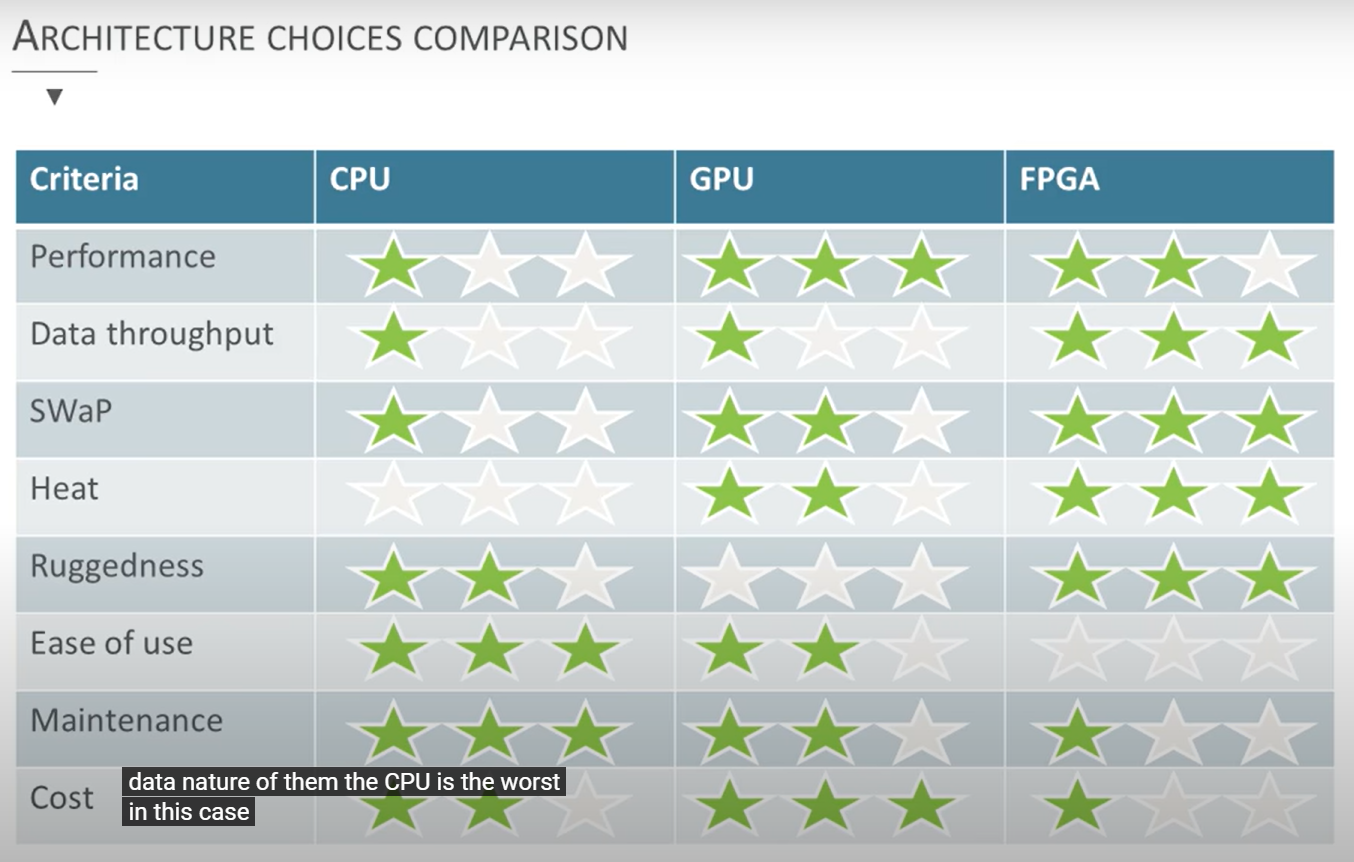 ARCHITECTURE CHOICES COMPARISON
Criteria CPU GPU FPGA
Performance
Data throughput
SWaP
Heat
Ruggedness
Ease of use
Maintenance
Cost
data nature of them the CPU is the worst
in this case